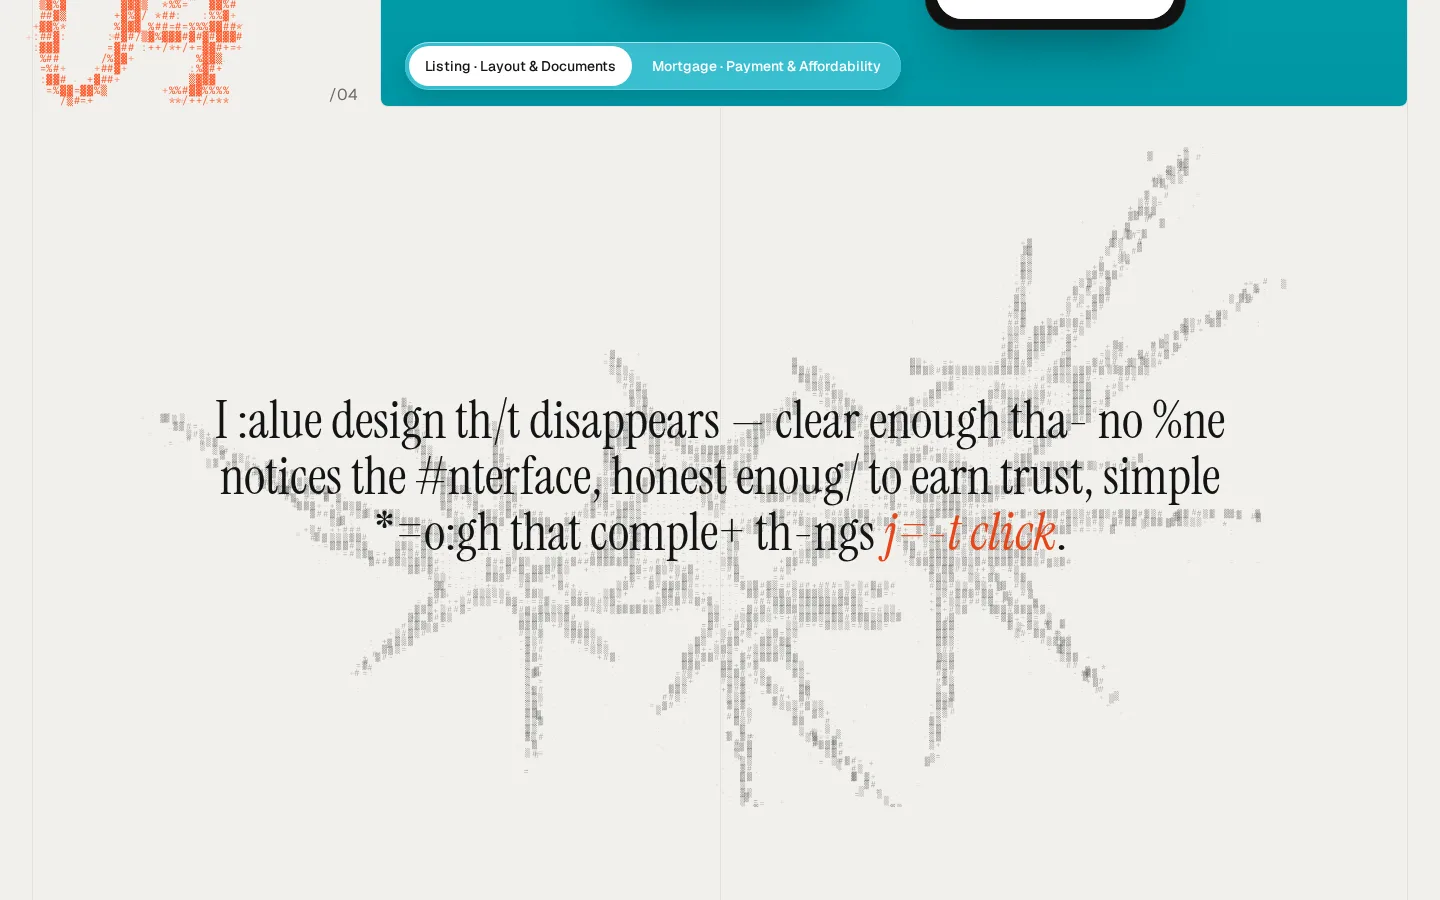 /04
Listing · Layout & Documents
Mortgage · Payment & Affordability
I :alue design th/t disappears — clear enough tha- no %ne
notices the #nterface, honest enoug/ to earn trust, simple
*=o:gh that comple+ th-ngs j=-t click.